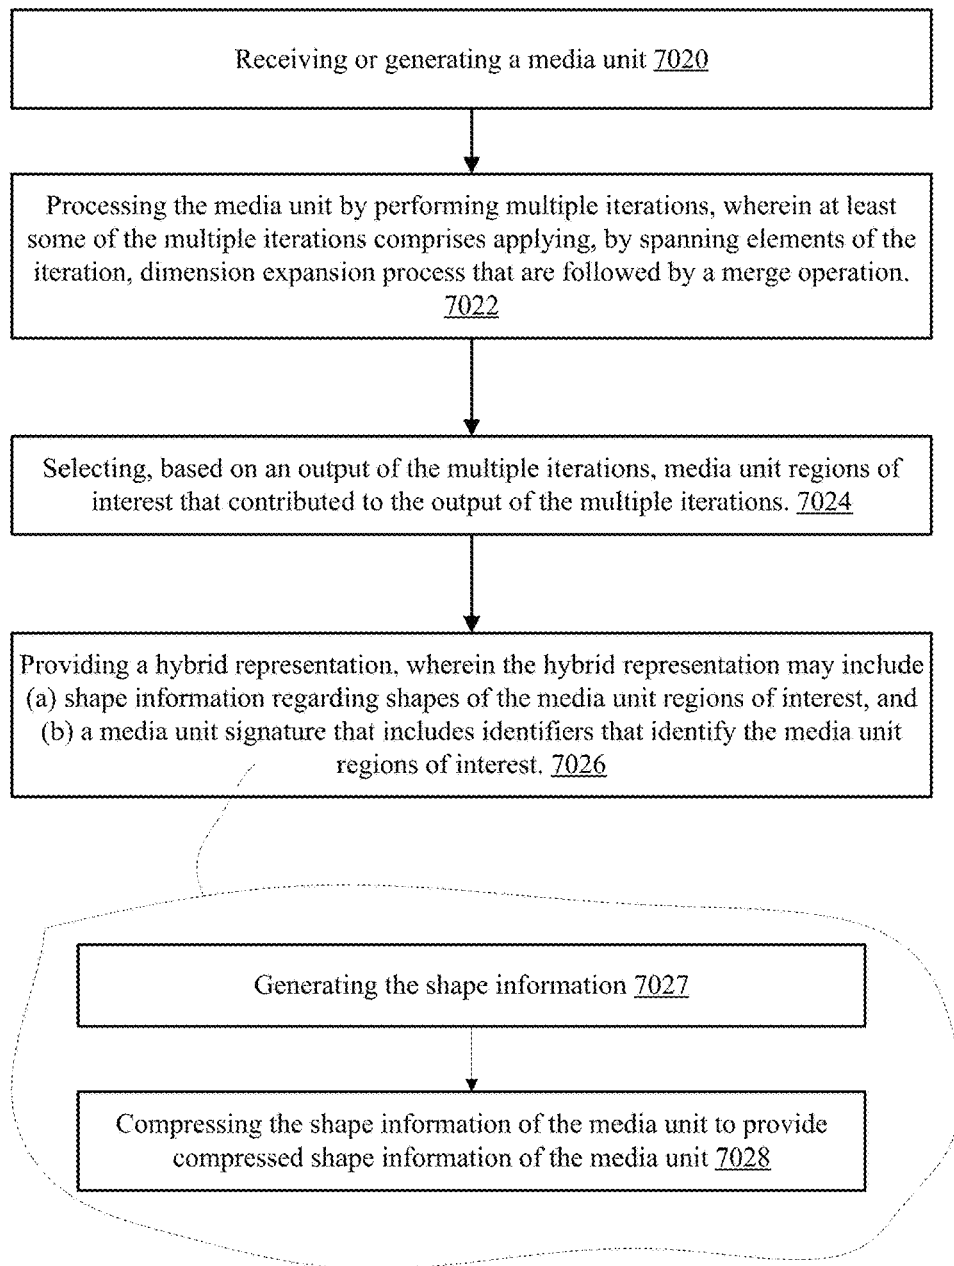 Receiving or generating a media unit 7020
Processing the media unit by performing multiple iterations, wherein at least
some of the multiple iterations comprises applying, by spanning elements of the
iteration, dimension expansion process that are followed by a merge operation.
7022
Selecting, based on an output of the multiple iterations, media unit regions of
interest that contributed to the output of the multiple iterations. 7024
Providing a hybrid representation, wherein the hybrid representation may include
(a) shape information regarding shapes of the media unit regions of interest, and
(b) a media unit signature that includes identifiers that identify the media unit
regions of interest. 7026
Generating the shape information 7027
Compressing the shape information of the media unit to provide
compressed shape information of the media unit 7028